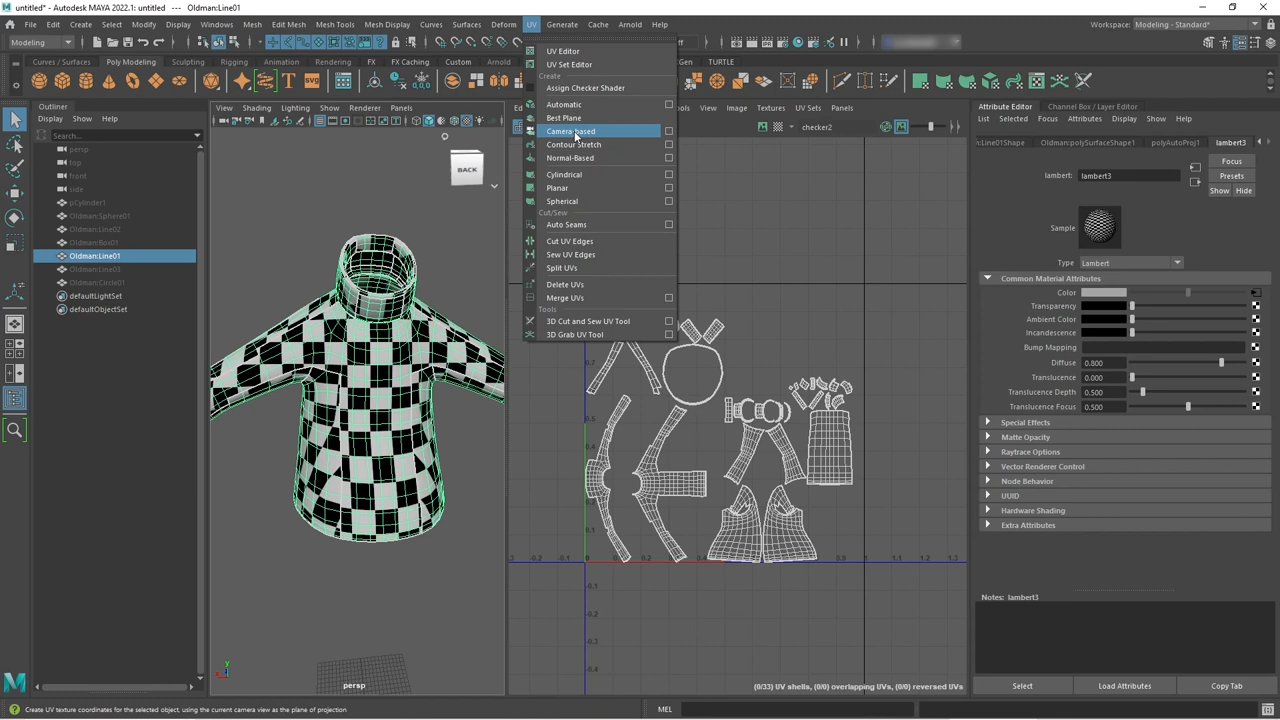 untitled* - Autodesk MAYA 2022.1: untitled --- Oldman:Line01
File Edit Create Select Modify Display Windows Mesh Edit Mesh Mesh Tools Mesh Display Curves Surfaces Deform UV Generate Cache Arnold Help
Workspace: Modeling - Standard*
Modeling
Curves / Surfaces Poly Modeling Sculpting Rigging Animation Rendering FX FX Caching Custom Arnold
TURTLE
Outliner
Display Show Help
Search...
persp
top
front
side
pCylinder1
Oldman:Sphere01
Oldman:Line02
Oldman:Box01
Oldman:Line01
Oldman:Line03
Oldman:Circle01
defaultLightSet
defaultObjectSet
View Shading Lighting Show Renderer Panels
BACK
persp
UV Editor
UV Set Editor
Create
Assign Checker Shader
Automatic
Best Plane
Camera-based
Contour Stretch
Normal-Based
Cylindrical
Planar
Spherical
Cut/Sew
Auto Seams
Cut UV Edges
Sew UV Edges
Split UVs
Delete UVs
Merge UVs
Tools
3D Cut and Sew UV Tool
3D Grab UV Tool
View Image Textures UV Sets Panels
checker2
(0/33) UV shells, (0/0) overlapping UVs, (0/0) reversed UVs
Attribute Editor Channel Box / Layer Editor
List Selected Focus Attributes Display Show Help
Oldman:polySurfaceShape1 polyAutoProj1 lambert3
lambert: lambert3
Focus
Presets
Show Hide
Sample
Type Lambert
Common Material Attributes
Color
Transparency
Ambient Color
Incandescence
Bump Mapping
Diffuse 0.800
Translucence 0.000
Translucence Depth 0.500
Translucence Focus 0.500
Special Effects
Matte Opacity
Raytrace Options
Vector Renderer Control
Node Behavior
UUID
Hardware Shading
Extra Attributes
Notes: lambert3
Select Load Attributes Copy Tab
Create UV texture coordinates for the selected object, using the current camera view as the plane of projection
MEL